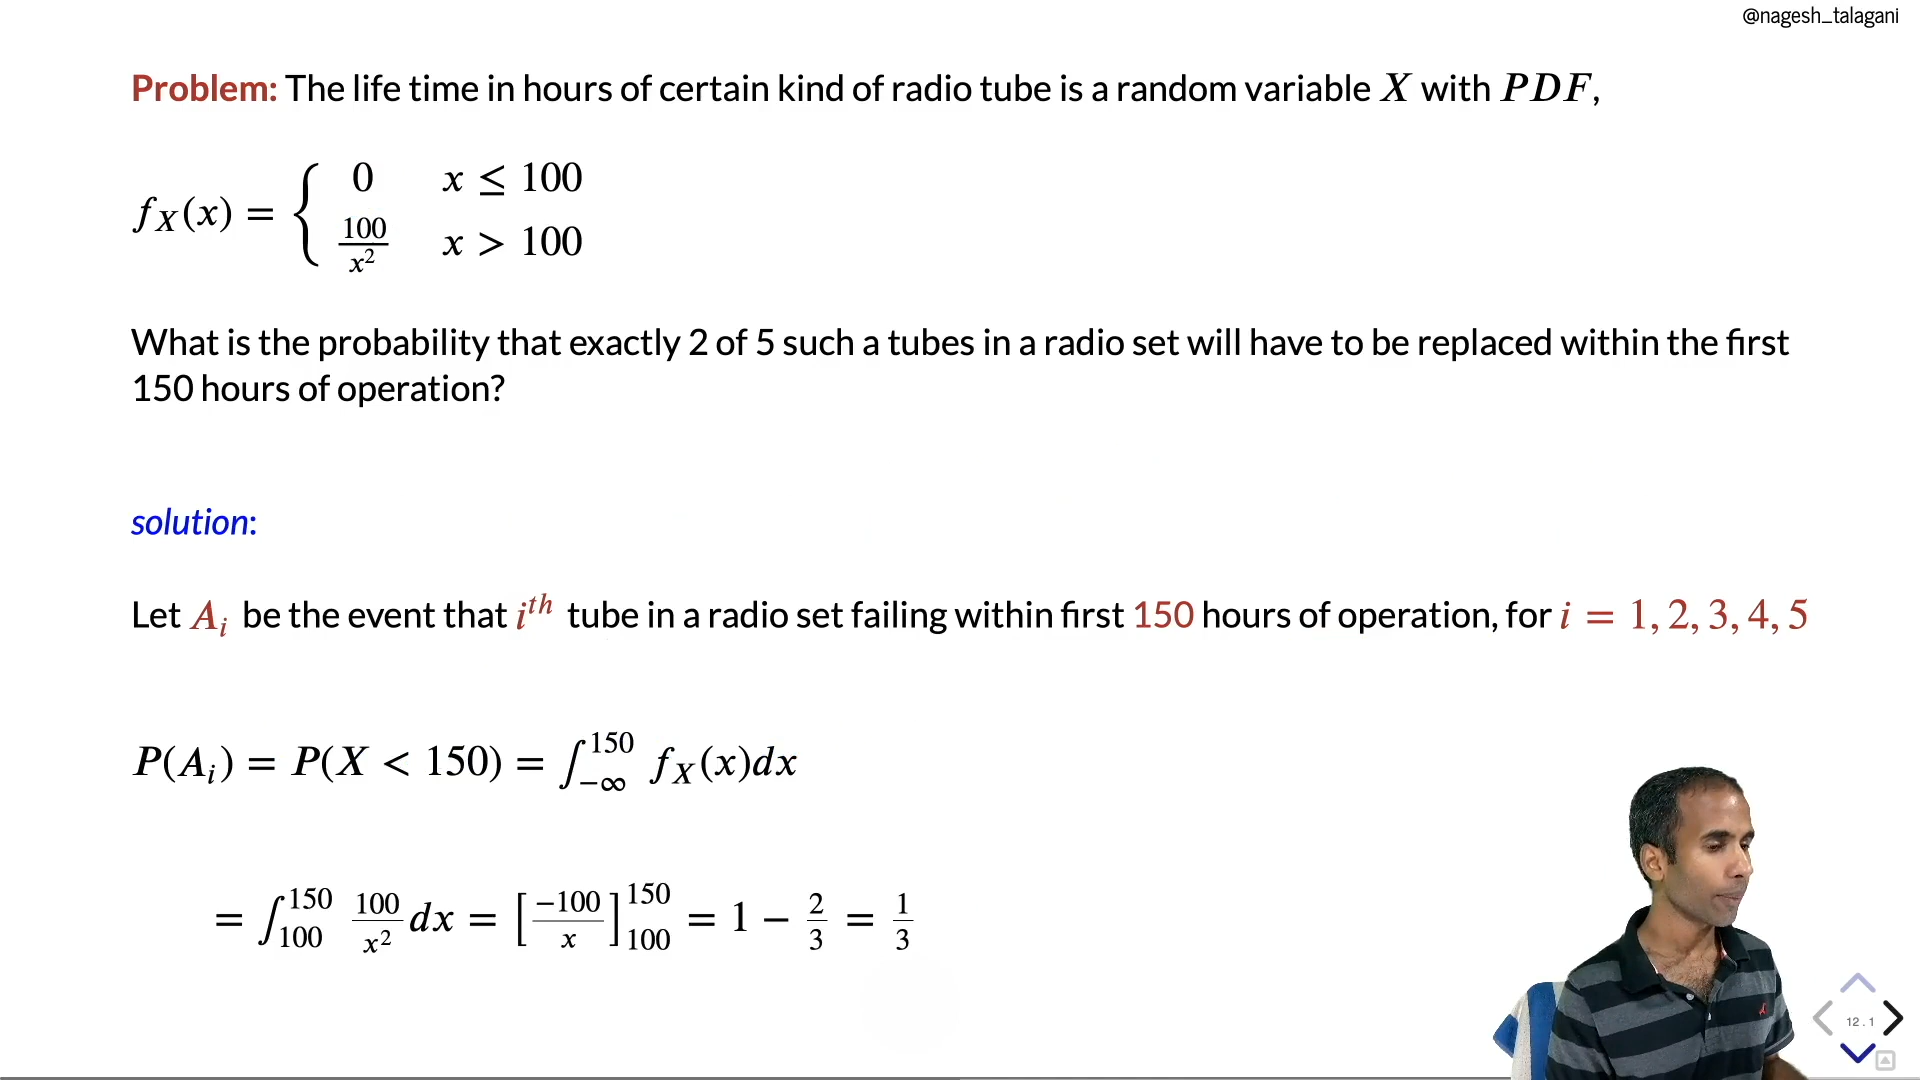 @nagesh_talagani
Problem: The life time in hours of certain kind of radio tube is a random variable X with PDF,
f_X(x) = { 0 x ≤ 100
100/x² x > 100
What is the probability that exactly 2 of 5 such a tubes in a radio set will have to be replaced within the first
150 hours of operation?
solution:
Let A_i be the event that i^th tube in a radio set failing within first 150 hours of operation, for i = 1, 2, 3, 4, 5
P(A_i) = P(X < 150) = ∫_{−∞}^{150} f_X(x)dx
= ∫_{100}^{150} 100/x² dx = [−100/x]_{100}^{150} = 1 − 2/3 = 1/3
12 . 1